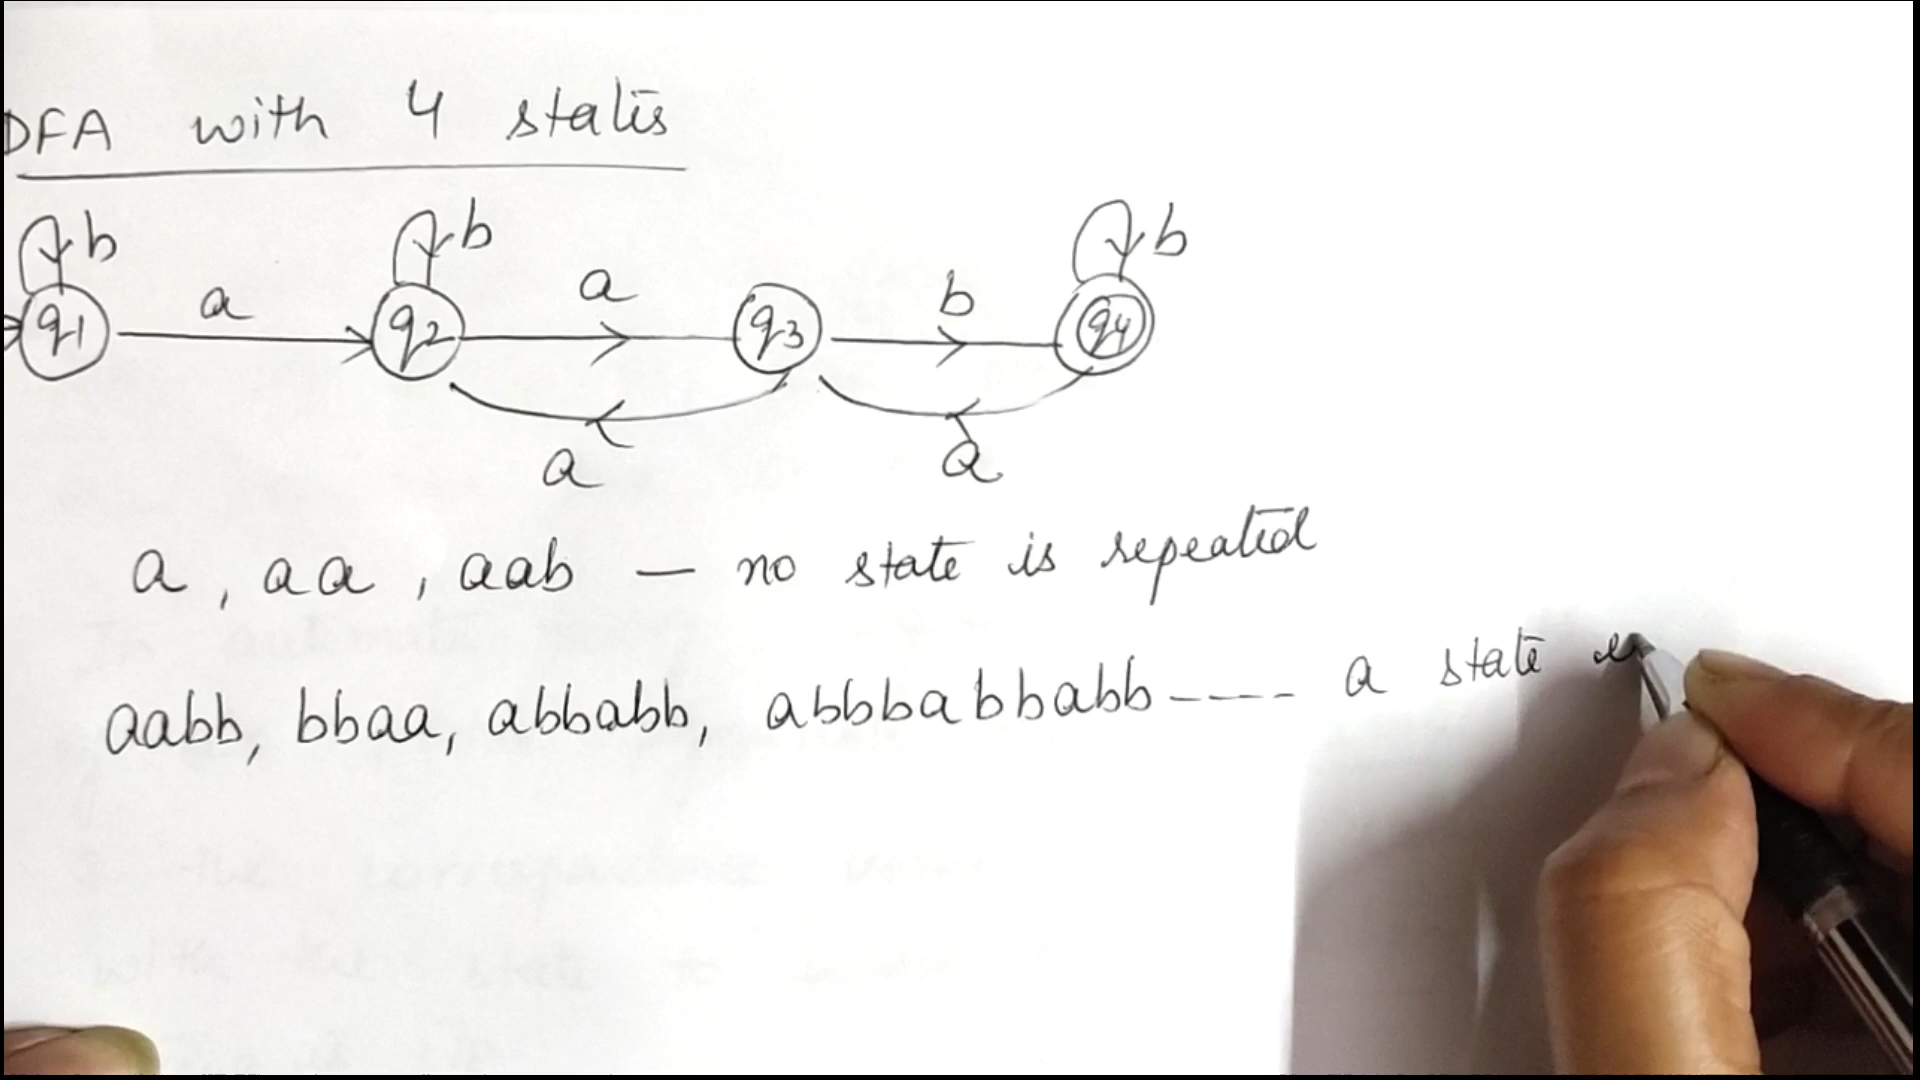 DFA with 4 states
b b b
a a b
q1 q2 q3 q4
a a
a, aa, aab — no state is repeated
aabb, bbaa, abbabb, abbbabbabb ---- a state